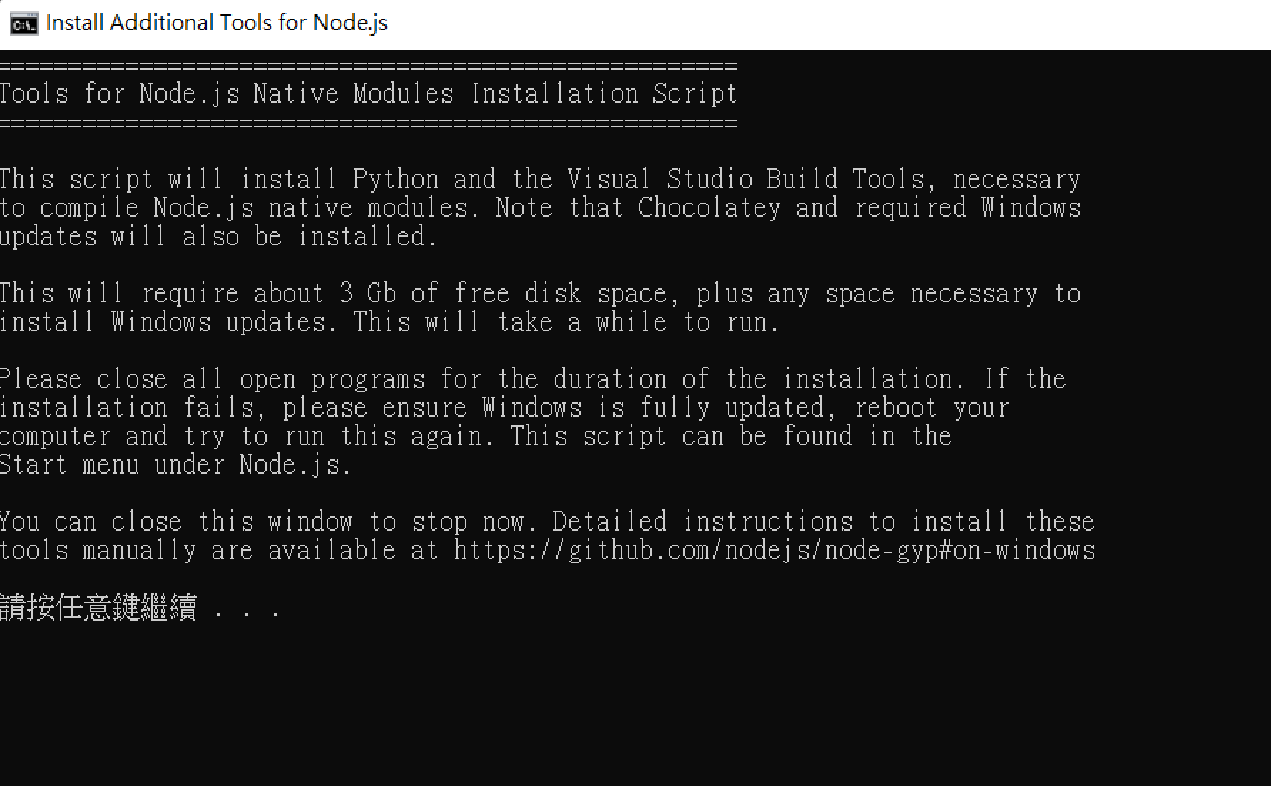 Install Additional Tools for Node.js
====================================================
Tools for Node.js Native Modules Installation Script
====================================================
This script will install Python and the Visual Studio Build Tools, necessary
to compile Node.js native modules. Note that Chocolatey and required Windows
updates will also be installed.
This will require about 3 Gb of free disk space, plus any space necessary to
install Windows updates. This will take a while to run.
Please close all open programs for the duration of the installation. If the
installation fails, please ensure Windows is fully updated, reboot your
computer and try to run this again. This script can be found in the
Start menu under Node.js.
You can close this window to stop now. Detailed instructions to install these
tools manually are available at https://github.com/nodejs/node-gyp#on-windows
請按任意鍵繼續 . . .